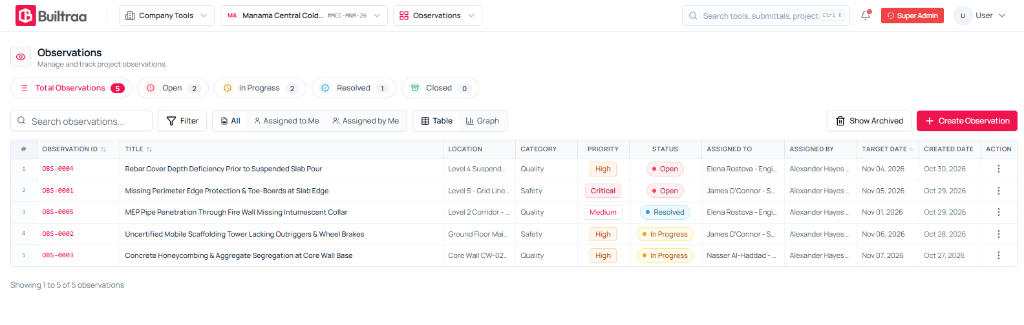 Builtraa
Company Tools
MA Manama Central Cold... MMCC-MNM-26
Observations
Search tools, submittals, project Ctrl K
Super Admin
U User
Observations
Manage and track project observations.
Total Observations 5
Open 2
In Progress 2
Resolved 1
Closed 0
Search observations...
Filter
All
Assigned to Me
Assigned by Me
Table
Graph
Show Archived
+ Create Observation
# OBSERVATION ID TITLE LOCATION CATEGORY PRIORITY STATUS ASSIGNED TO ASSIGNED BY TARGET DATE CREATED DATE ACTION
1 OBS-0004 Rebar Cover Depth Deficiency Prior to Suspended Slab Pour Level 4 Suspend... Quality High Open Elena Rostova - Engi... Alexander Hayes ... Nov 04, 2026 Oct 30, 2026
2 OBS-0001 Missing Perimeter Edge Protection & Toe-Boards at Slab Edge Level 5 - Grid Line... Safety Critical Open James O'Connor - S... Alexander Hayes ... Nov 05, 2026 Oct 29, 2026
3 OBS-0005 MEP Pipe Penetration Through Fire Wall Missing Intumescent Collar Level 2 Corridor - ... Quality Medium Resolved Elena Rostova - Engi... Alexander Hayes ... Nov 01, 2026 Oct 29, 2026
4 OBS-0002 Uncertified Mobile Scaffolding Tower Lacking Outriggers & Wheel Brakes Ground Floor Mai... Safety High In Progress James O'Connor - S... Alexander Hayes ... Nov 06, 2026 Oct 28, 2026
5 OBS-0003 Concrete Honeycombing & Aggregate Segregation at Core Wall Base Core Wall CW-02... Quality High In Progress Nasser Al-Haddad - ... Alexander Hayes ... Nov 07, 2026 Oct 27, 2026
Showing 1 to 5 of 5 observations